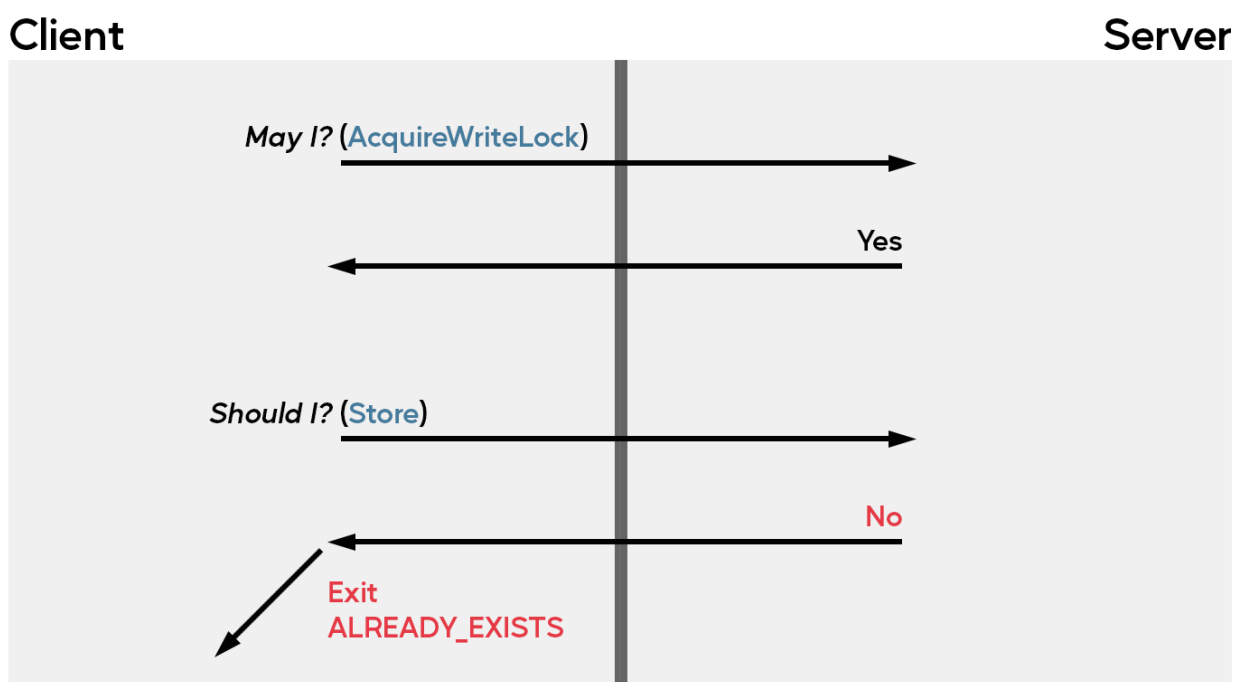 Client
Server
May I? (AcquireWriteLock)
Yes
Should I? (Store)
No
Exit
ALREADY_EXISTS